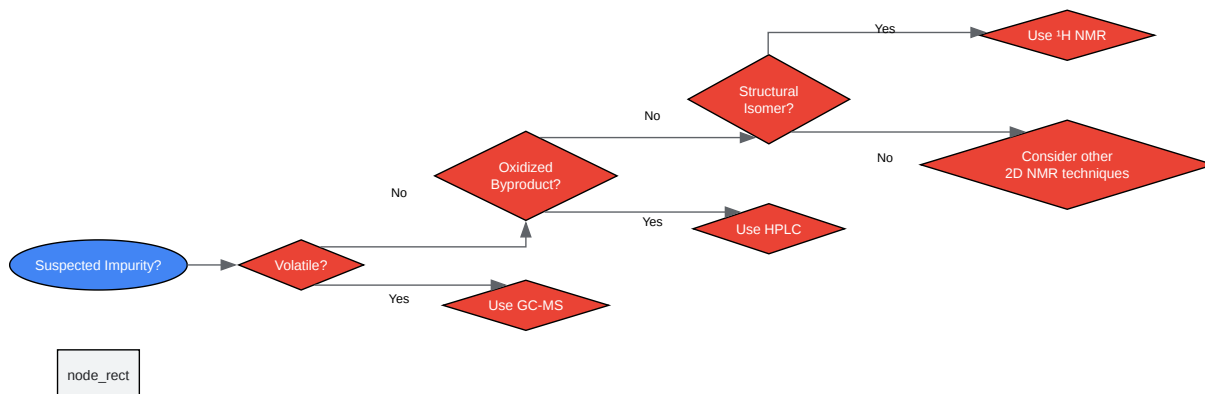 Yes
Use ¹H NMR
Structural
Isomer?
No
Oxidized
Byproduct?
No
Consider other
2D NMR techniques
No
Yes
Use HPLC
Suspected Impurity?
Volatile?
Yes
Use GC-MS
node_rect